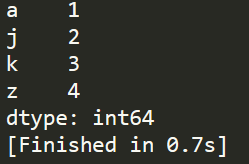 a    1
j    2
k    3
z    4
dtype: int64
[Finished in 0.7s]